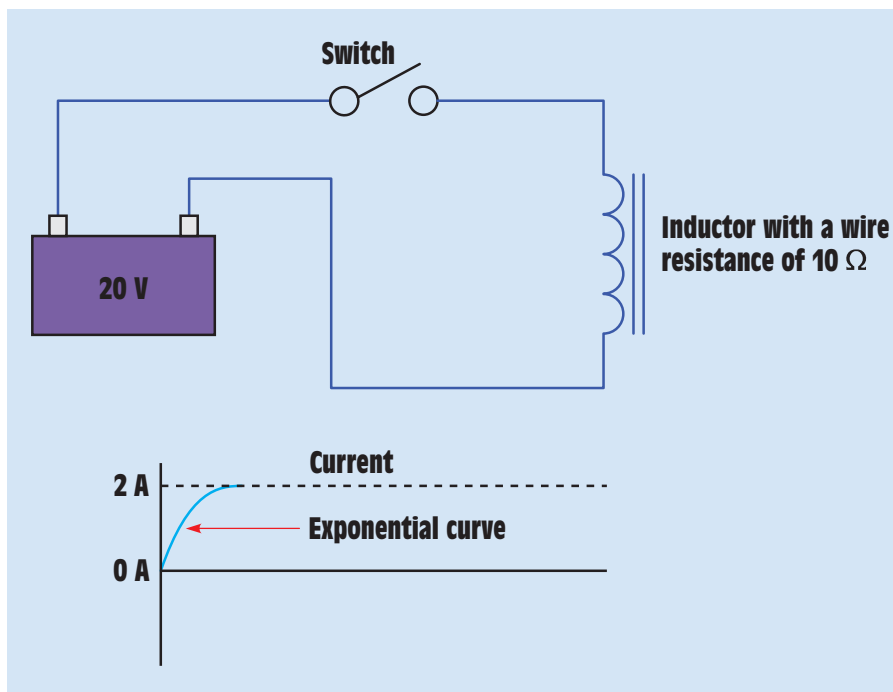 Switch
20 V
Inductor with a wire
resistance of 10 Ω
Current
2 A
Exponential curve
0 A